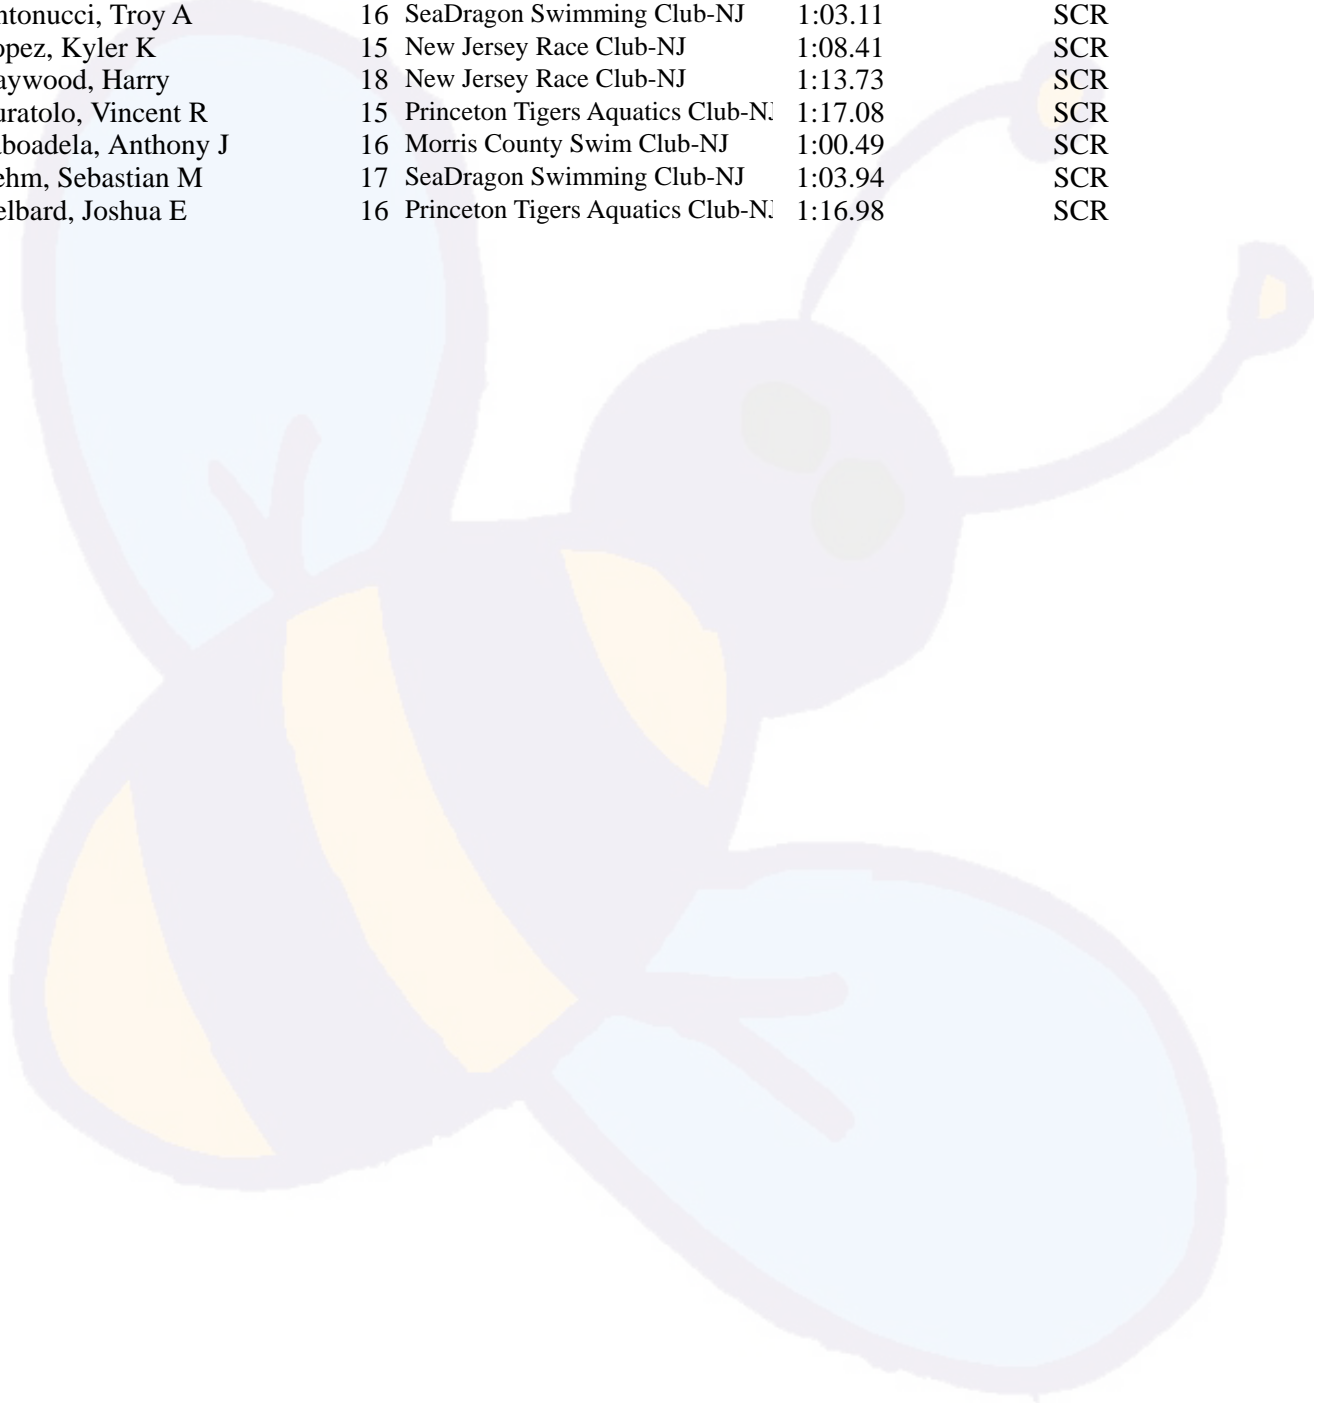 ntonucci, Troy A 16 SeaDragon Swimming Club-NJ 1:03.11 SCR
opez, Kyler K 15 New Jersey Race Club-NJ 1:08.41 SCR
aywood, Harry 18 New Jersey Race Club-NJ 1:13.73 SCR
uratolo, Vincent R 15 Princeton Tigers Aquatics Club-NJ 1:17.08 SCR
aboadela, Anthony J 16 Morris County Swim Club-NJ 1:00.49 SCR
ehm, Sebastian M 17 SeaDragon Swimming Club-NJ 1:03.94 SCR
elbard, Joshua E 16 Princeton Tigers Aquatics Club-NJ 1:16.98 SCR